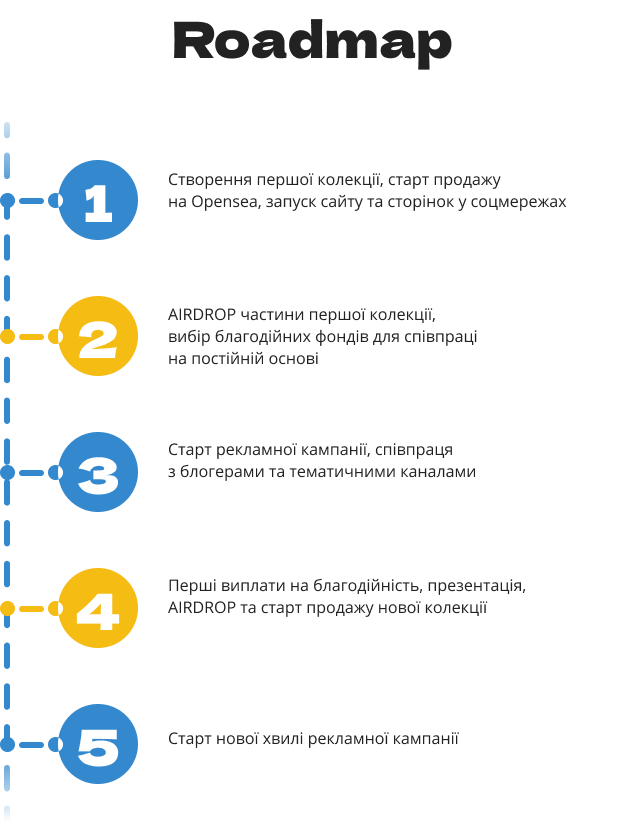 Roadmap
1
Створення першої колекції, старт продажу
на Opensea, запуск сайту та сторінок у соцмережах
2
AIRDROP частини першої колекції,
вибір благодійних фондів для співпраці
на постійній основі
3
Старт рекламної кампанії, співпраця
з блогерами та тематичними каналами
4
Перші виплати на благодійність, презентація,
AIRDROP та старт продажу нової колекції
5
Старт нової хвилі рекламної кампанії